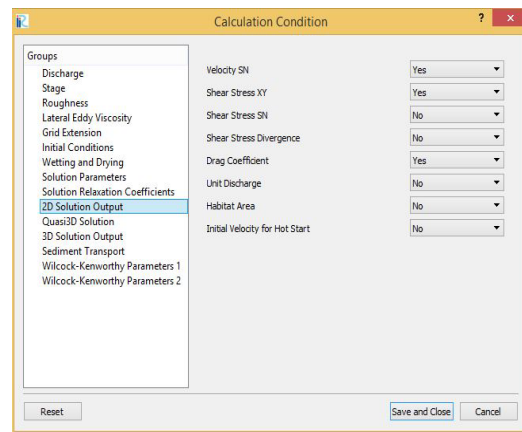 Calculation Condition
? x
Groups
Discharge
Stage
Roughness
Lateral Eddy Viscosity
Grid Extension
Initial Conditions
Wetting and Drying
Solution Parameters
Solution Relaxation Coefficients
2D Solution Output
Quasi3D Solution
3D Solution Output
Sediment Transport
Wilcock-Kenworthy Parameters 1
Wilcock-Kenworthy Parameters 2
Velocity SN Yes
Shear Stress XY Yes
Shear Stress SN No
Shear Stress Divergence No
Drag Coefficient Yes
Unit Discharge No
Habitat Area No
Initial Velocity for Hot Start No
Reset Save and Close Cancel